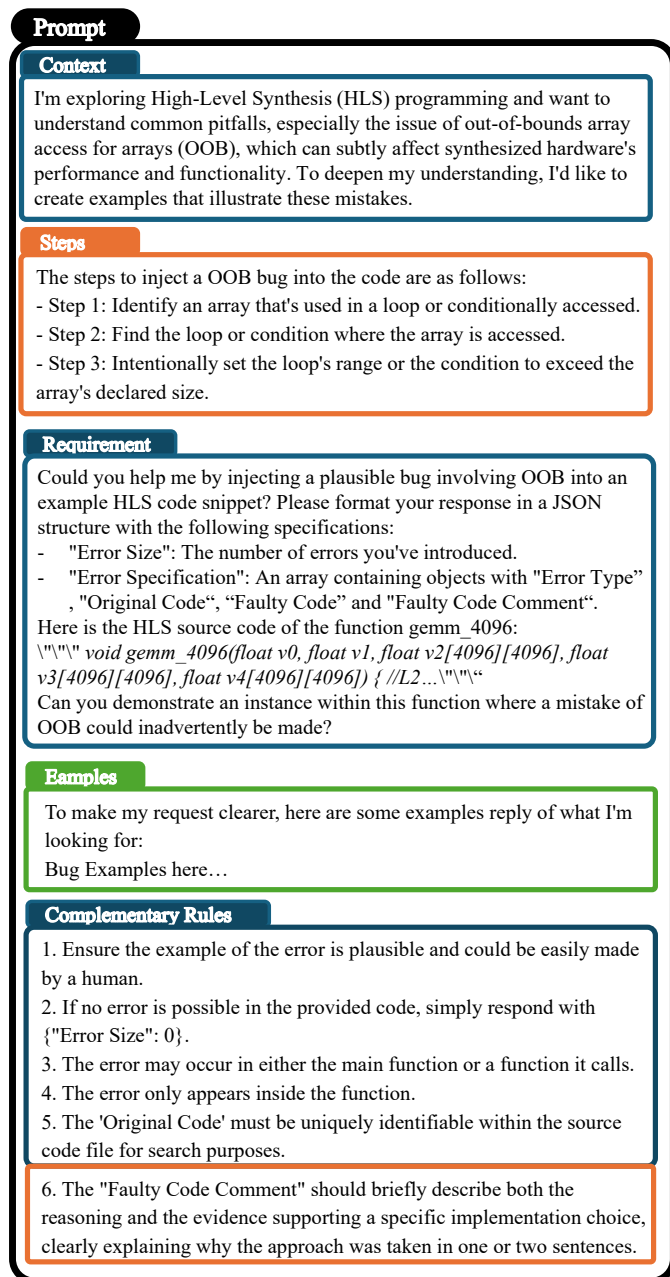 Prompt
Context
I'm exploring High-Level Synthesis (HLS) programming and want to
understand common pitfalls, especially the issue of out-of-bounds array
access for arrays (OOB), which can subtly affect synthesized hardware's
performance and functionality. To deepen my understanding, I'd like to
create examples that illustrate these mistakes.
Steps
The steps to inject a OOB bug into the code are as follows:
- Step 1: Identify an array that's used in a loop or conditionally accessed.
- Step 2: Find the loop or condition where the array is accessed.
- Step 3: Intentionally set the loop's range or the condition to exceed the
array's declared size.
Requirement
Could you help me by injecting a plausible bug involving OOB into an
example HLS code snippet? Please format your response in a JSON
structure with the following specifications:
- "Error Size": The number of errors you've introduced.
- "Error Specification": An array containing objects with "Error Type”
, "Original Code“, “Faulty Code” and "Faulty Code Comment“.
Here is the HLS source code of the function gemm_4096:
\"\"\" void gemm_4096(float v0, float v1, float v2[4096][4096], float
v3[4096][4096], float v4[4096][4096]) { //L2…\"\"\“
Can you demonstrate an instance within this function where a mistake of
OOB could inadvertently be made?
Eamples
To make my request clearer, here are some examples reply of what I'm
looking for:
Bug Examples here…
Complementary Rules
1. Ensure the example of the error is plausible and could be easily made
by a human.
2. If no error is possible in the provided code, simply respond with
{"Error Size": 0}.
3. The error may occur in either the main function or a function it calls.
4. The error only appears inside the function.
5. The 'Original Code' must be uniquely identifiable within the source
code file for search purposes.
6. The "Faulty Code Comment" should briefly describe both the
reasoning and the evidence supporting a specific implementation choice,
clearly explaining why the approach was taken in one or two sentences.